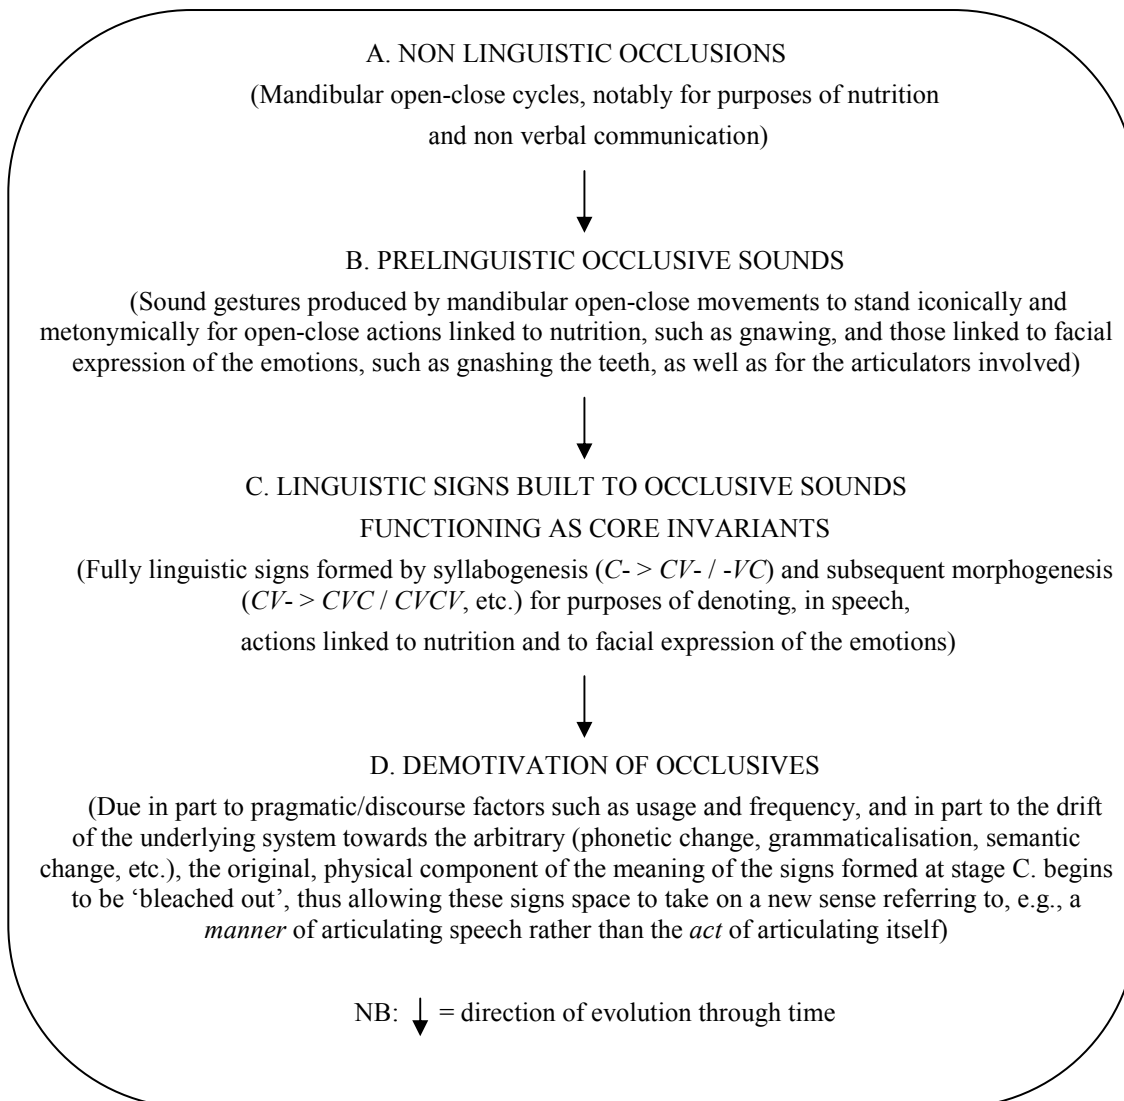 A. NON LINGUISTIC OCCLUSIONS
(Mandibular open-close cycles, notably for purposes of nutrition
and non verbal communication)
B. PRELINGUISTIC OCCLUSIVE SOUNDS
(Sound gestures produced by mandibular open-close movements to stand iconically and
metonymically for open-close actions linked to nutrition, such as gnawing, and those linked to facial
expression of the emotions, such as gnashing the teeth, as well as for the articulators involved)
C. LINGUISTIC SIGNS BUILT TO OCCLUSIVE SOUNDS
FUNCTIONING AS CORE INVARIANTS
(Fully linguistic signs formed by syllabogenesis (C- > CV- / -VC) and subsequent morphogenesis
(CV- > CVC / CVCV, etc.) for purposes of denoting, in speech,
actions linked to nutrition and to facial expression of the emotions)
D. DEMOTIVATION OF OCCLUSIVES
(Due in part to pragmatic/discourse factors such as usage and frequency, and in part to the drift
of the underlying system towards the arbitrary (phonetic change, grammaticalisation, semantic
change, etc.), the original, physical component of the meaning of the signs formed at stage C. begins
to be ‘bleached out’, thus allowing these signs space to take on a new sense referring to, e.g., a
manner of articulating speech rather than the act of articulating itself)
NB: ↓ = direction of evolution through time